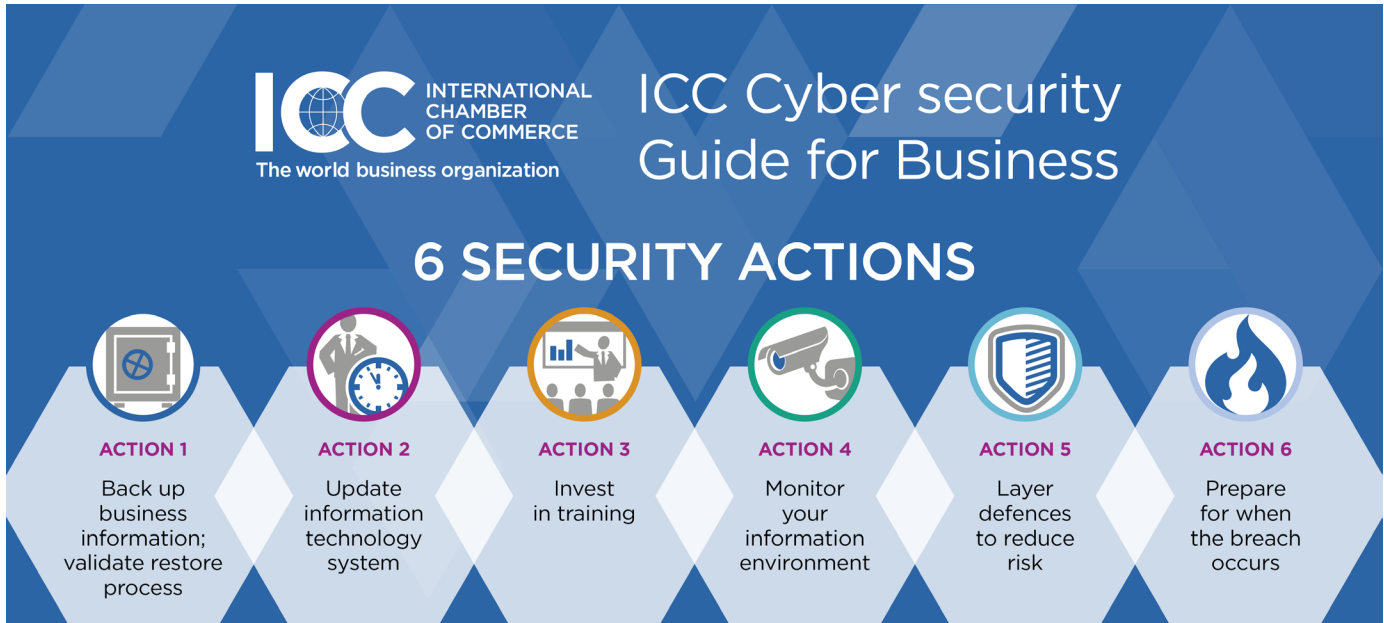 ICC
INTERNATIONAL
CHAMBER
OF COMMERCE
The world business organization
ICC Cyber security
Guide for Business
6 SECURITY ACTIONS
ACTION 1
Back up
business
information;
validate restore
process
ACTION 2
Update
information
technology
system
ACTION 3
Invest
in training
ACTION 4
Monitor
your
information
environment
ACTION 5
Layer
defences
to reduce
risk
ACTION 6
Prepare
for when
the breach
occurs